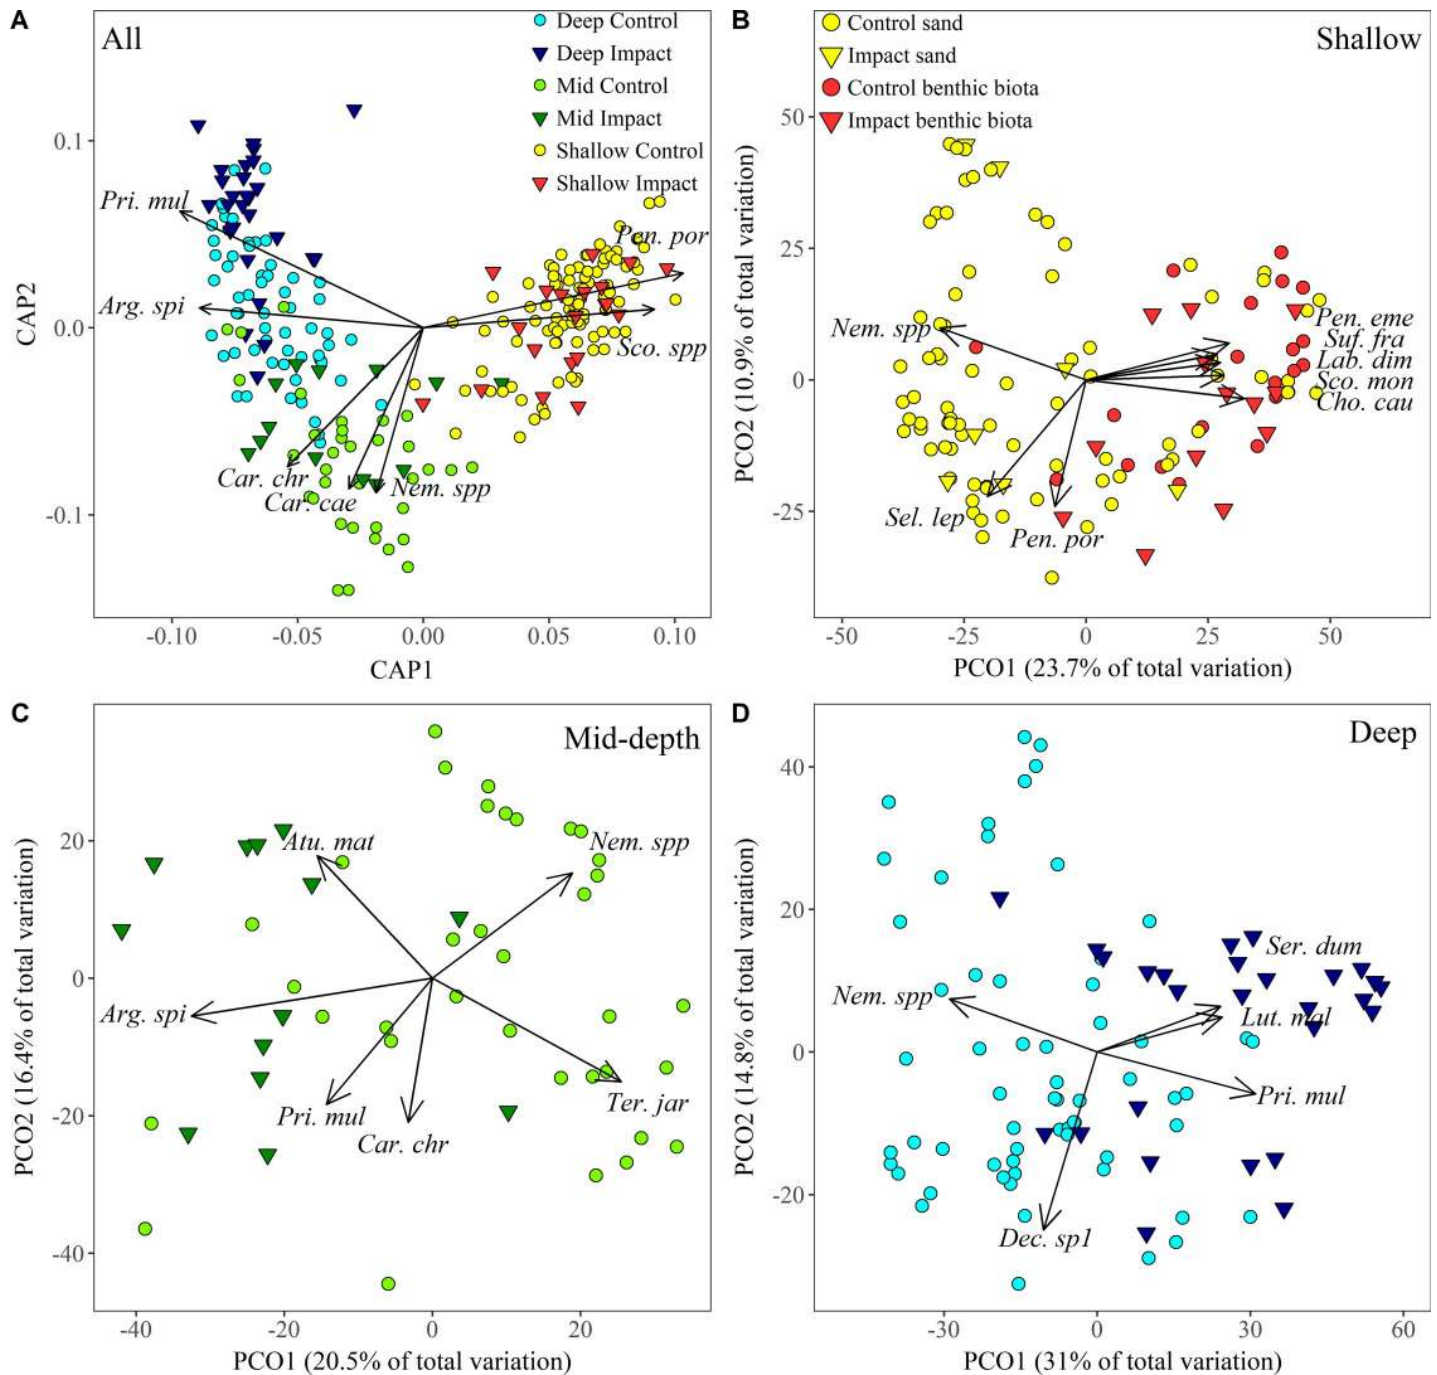 A
All
Deep Control
Deep Impact
Mid Control
Mid Impact
Shallow Control
Shallow Impact
Pri. mul
Arg. spi
Pen. por
Sco. spp
Car. chr
Car. cae
Nem. spp
0.1
0.0
-0.1
CAP2
-0.10
-0.05
0.00
0.05
0.10
CAP1
B
Shallow
Control sand
Impact sand
Control benthic biota
Impact benthic biota
Nem. spp
Pen. eme
Suf. fra
Lab. dim
Sco. mon
Cho. cau
Sel. lep
Pen. por
50
25
0
-25
PCO2 (10.9% of total variation)
-50
-25
0
25
50
PCO1 (23.7% of total variation)
C
Mid-depth
Atu. mat
Nem. spp
Arg. spi
Pri. mul
Car. chr
Ter. jar
20
0
-20
-40
PCO2 (16.4% of total variation)
-40
-20
0
20
PCO1 (20.5% of total variation)
D
Deep
Ser. dum
Nem. spp
Lut. mal
Pri. mul
Dec. sp1
40
20
0
-20
PCO2 (14.8% of total variation)
-30
0
30
60
PCO1 (31% of total variation)